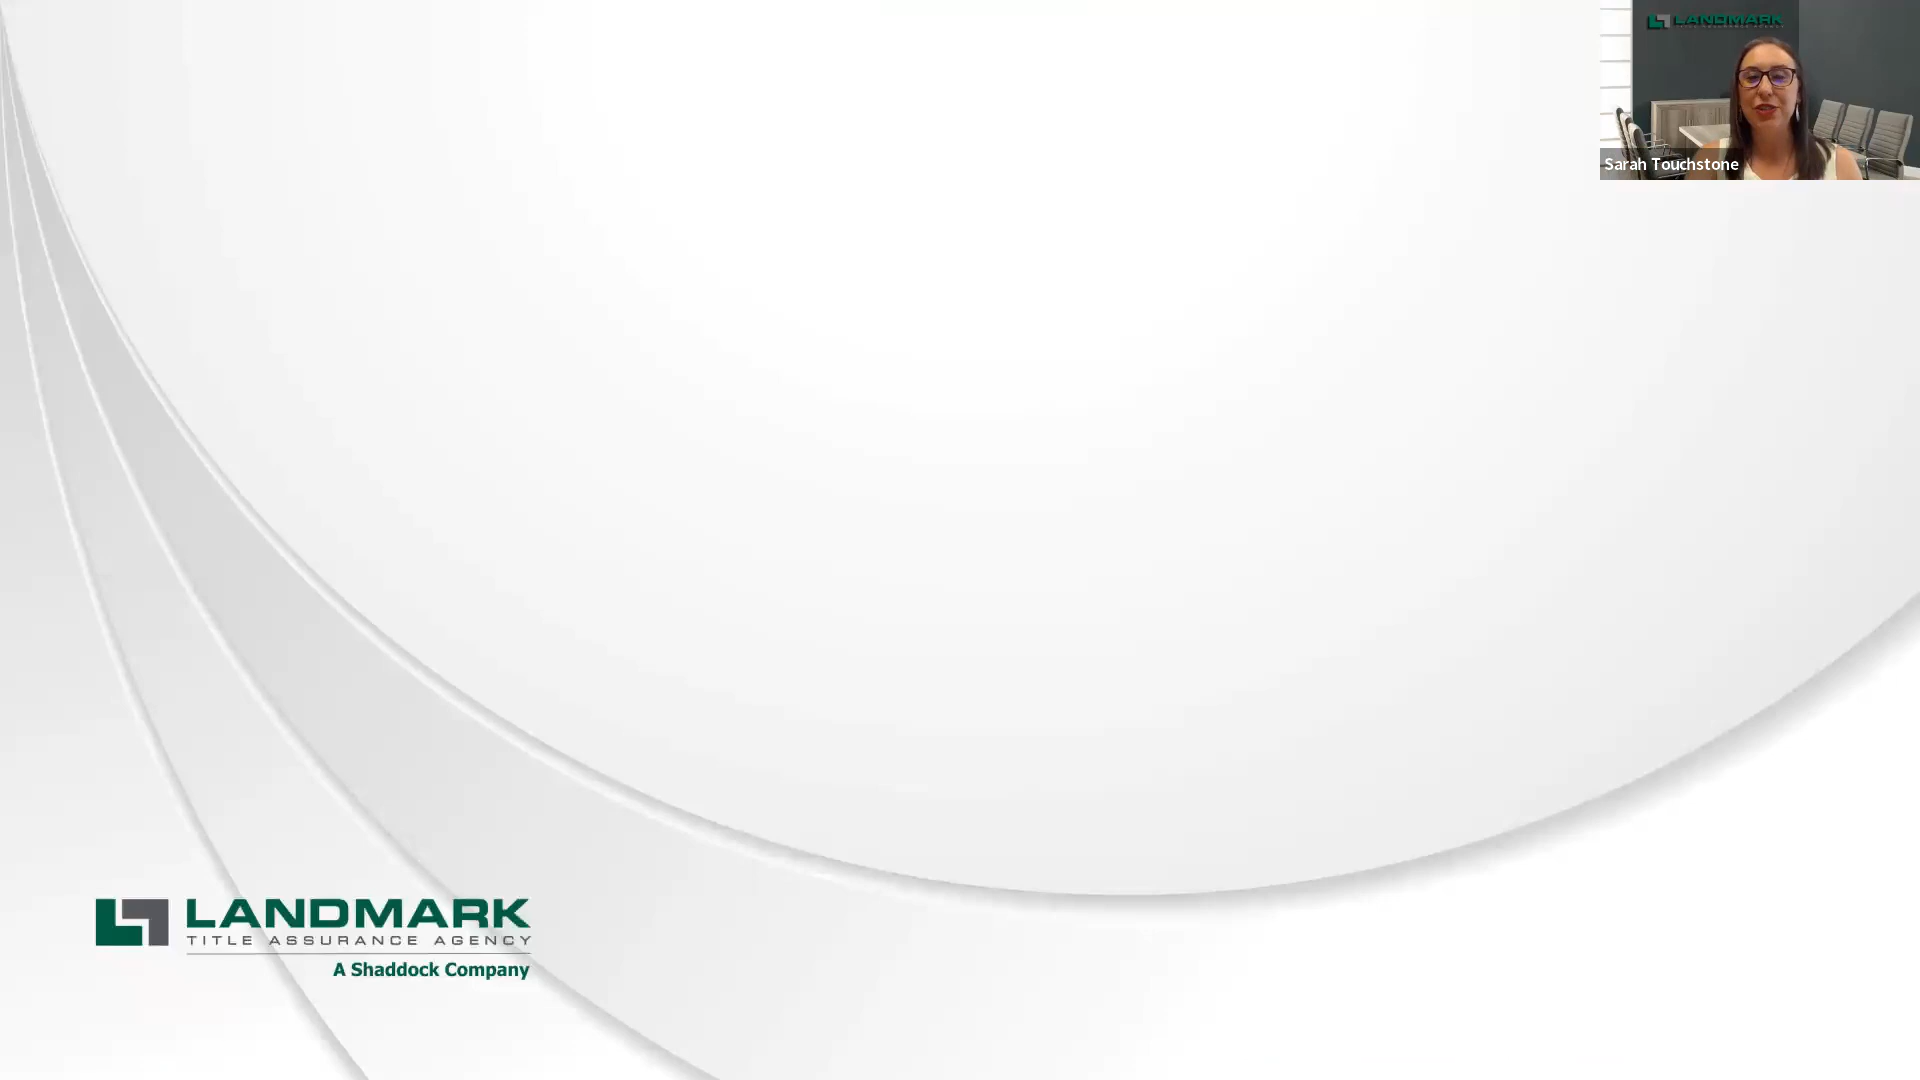 LANDMARK
Sarah Touchstone
LANDMARK
TITLE ASSURANCE AGENCY
A Shaddock Company